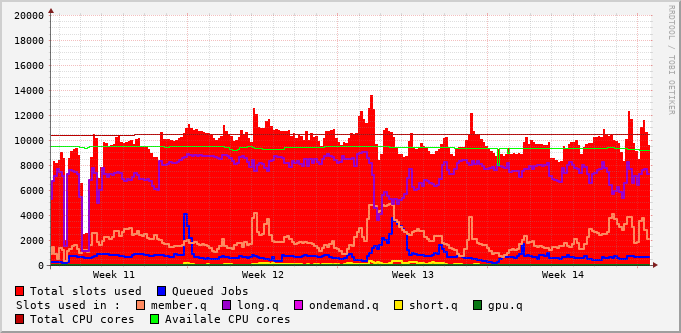 RRDTOOL / TOBI OETIKER
20000
18000
16000
14000
12000
10000
8000
6000
4000
2000
0
Week 11 Week 12 Week 13 Week 14
Total slots used Queued Jobs
Slots used in : member.q long.q ondemand.q short.q gpu.q
Total CPU cores Availale CPU cores